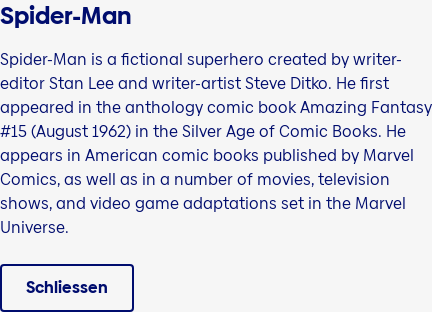 Spider-Man
Spider-Man is a fictional superhero created by writer-
editor Stan Lee and writer-artist Steve Ditko. He first
appeared in the anthology comic book Amazing Fantasy
#15 (August 1962) in the Silver Age of Comic Books. He
appears in American comic books published by Marvel
Comics, as well as in a number of movies, television
shows, and video game adaptations set in the Marvel
Universe.
Schliessen